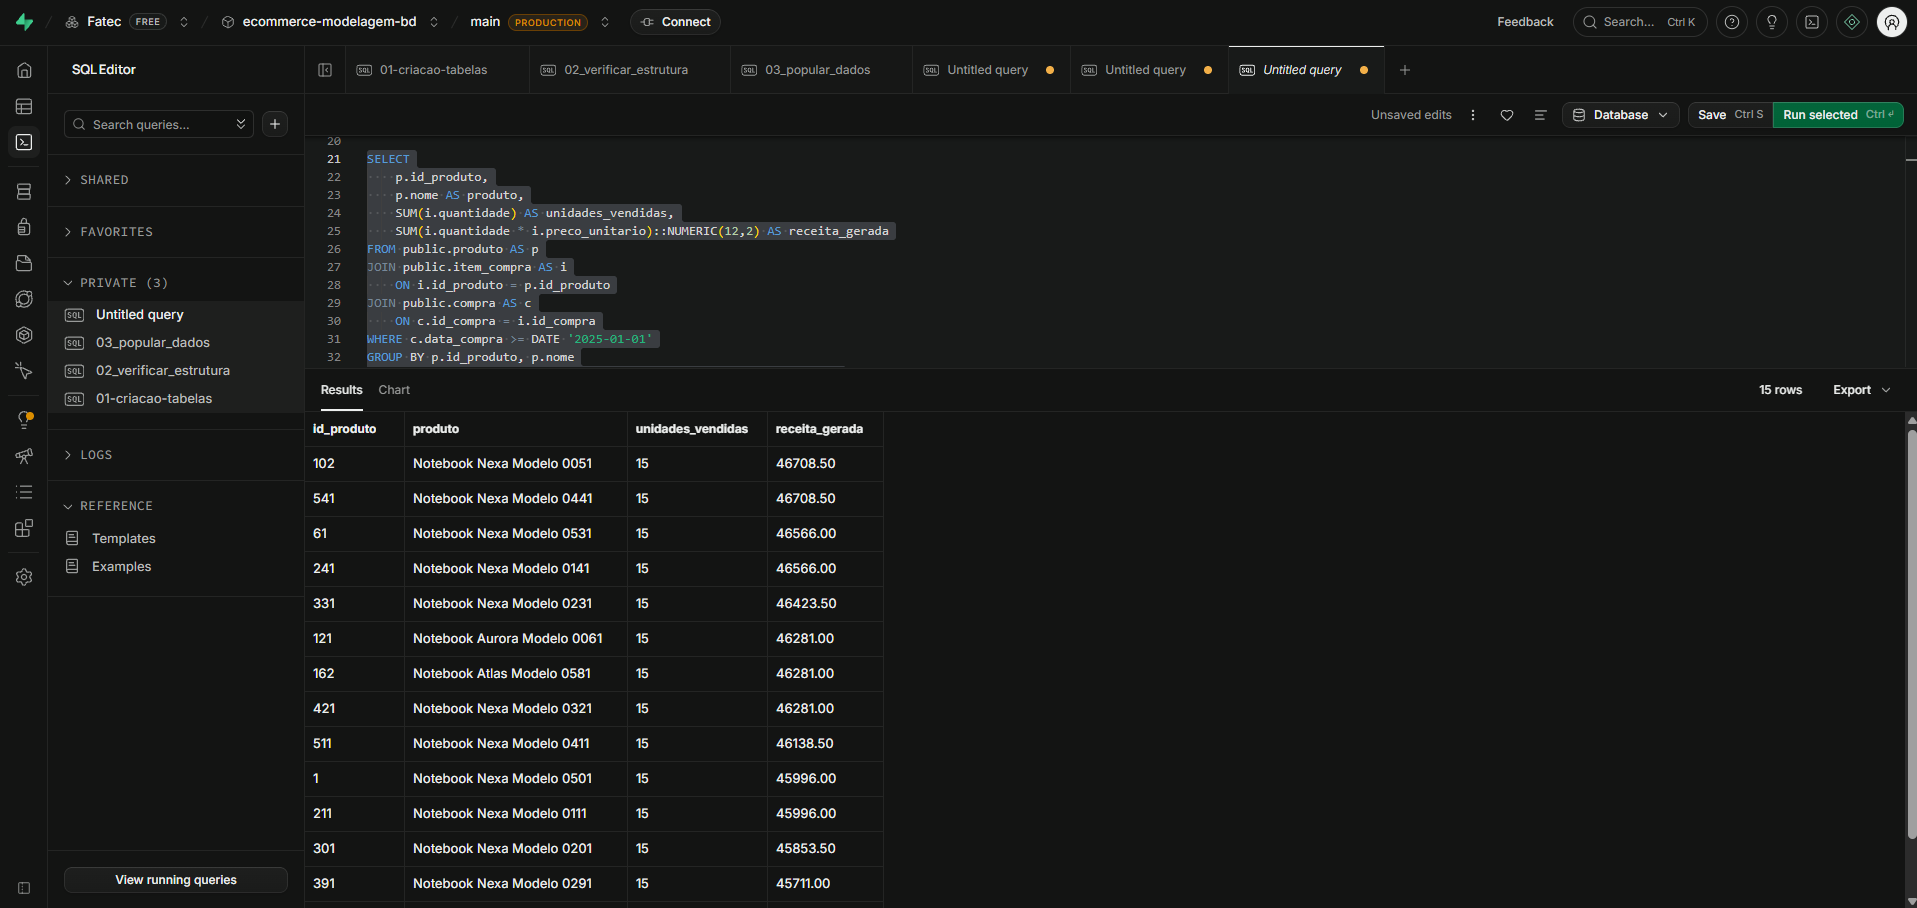 Fatec FREE / ecommerce-modelagem-bd / main PRODUCTION Connect Feedback Search... Ctrl K
SQL Editor
SQL 01-criacao-tabelas SQL 02_verificar_estrutura SQL 03_popular_dados SQL Untitled query SQL Untitled query SQL Untitled query
Search queries...
Unsaved edits Database Save Ctrl S Run selected Ctrl ↵
SHARED
FAVORITES
PRIVATE (3)
SQL Untitled query
SQL 03_popular_dados
SQL 02_verificar_estrutura
SQL 01-criacao-tabelas
LOGS
REFERENCE
Templates
Examples
View running queries
20
21 SELECT
22 p.id_produto,
23 p.nome AS produto,
24 SUM(i.quantidade) AS unidades_vendidas,
25 SUM(i.quantidade * i.preco_unitario)::NUMERIC(12,2) AS receita_gerada
26 FROM public.produto AS p
27 JOIN public.item_compra AS i
28 ON i.id_produto = p.id_produto
29 JOIN public.compra AS c
30 ON c.id_compra = i.id_compra
31 WHERE c.data_compra >= DATE '2025-01-01'
32 GROUP BY p.id_produto, p.nome
Results Chart 15 rows Export
id_produto produto unidades_vendidas receita_gerada
102 Notebook Nexa Modelo 0051 15 46708.50
541 Notebook Nexa Modelo 0441 15 46708.50
61 Notebook Nexa Modelo 0531 15 46566.00
241 Notebook Nexa Modelo 0141 15 46566.00
331 Notebook Nexa Modelo 0231 15 46423.50
121 Notebook Aurora Modelo 0061 15 46281.00
162 Notebook Atlas Modelo 0581 15 46281.00
421 Notebook Nexa Modelo 0321 15 46281.00
511 Notebook Nexa Modelo 0411 15 46138.50
1 Notebook Nexa Modelo 0501 15 45996.00
211 Notebook Nexa Modelo 0111 15 45996.00
301 Notebook Nexa Modelo 0201 15 45853.50
391 Notebook Nexa Modelo 0291 15 45711.00